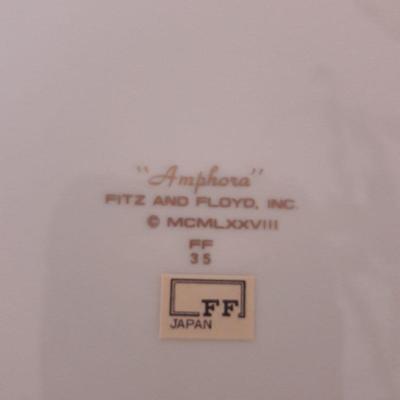 "Amphora"
FITZ AND FLOYD, INC.
© MCMLXXVIII
FF
35
FF
JAPAN